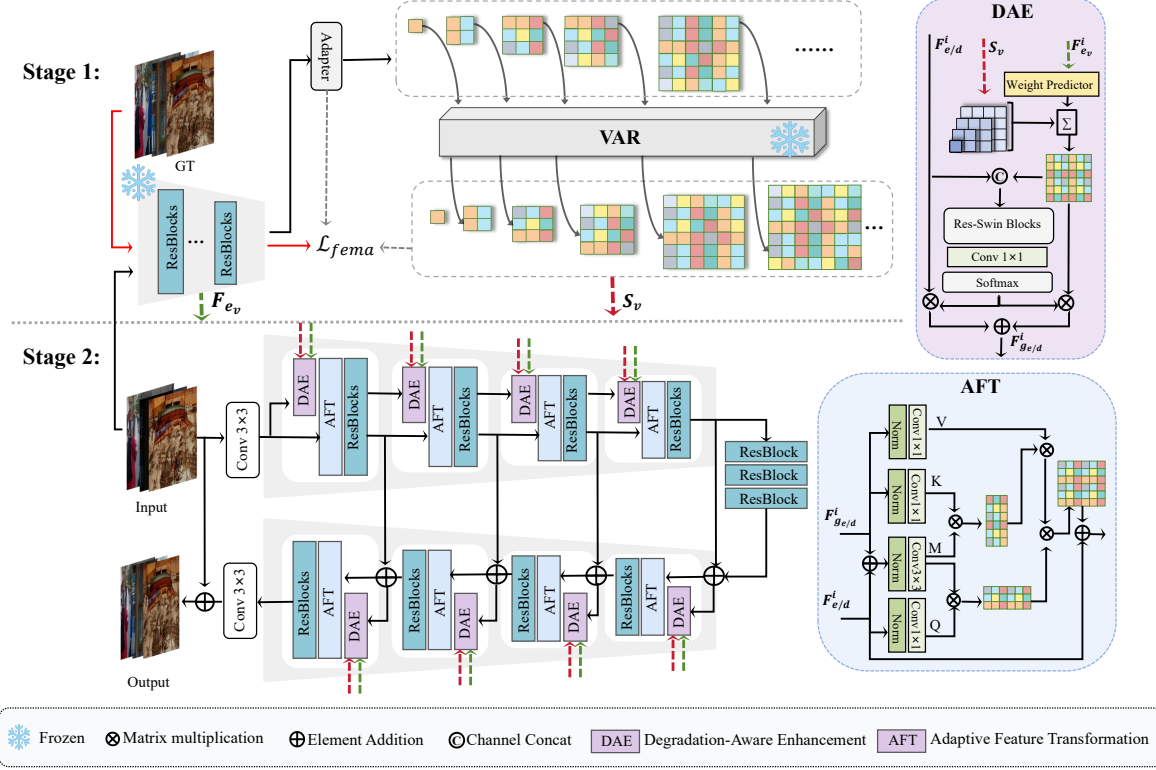 Stage 1:
GT
ResBlocks
...
ResBlocks
Adapter
......
VAR
...
L_fema
F_{e_v}
S_v
DAE
F^i_{e/d}
S_v
F^i_{e_v}
Weight Predictor
Σ
C
Res-Swin Blocks
Conv 1×1
Softmax
F^i_{g_{e/d}}
Stage 2:
Input
Conv 3×3
DAE
AFT
ResBlocks
DAE
AFT
ResBlocks
DAE
AFT
ResBlocks
DAE
AFT
ResBlocks
ResBlock
ResBlock
ResBlock
Output
Conv 3×3
ResBlocks
AFT
DAE
ResBlocks
AFT
DAE
ResBlocks
AFT
DAE
ResBlocks
AFT
DAE
AFT
Norm
Conv1×1
V
Norm
Conv1×1
K
F^i_{g_{e/d}}
Norm
Conv3×3
M
F^i_{e/d}
Norm
Conv1×1
Q
Frozen
Matrix multiplication
Element Addition
C Channel Concat
DAE Degradation-Aware Enhancement
AFT Adaptive Feature Transformation